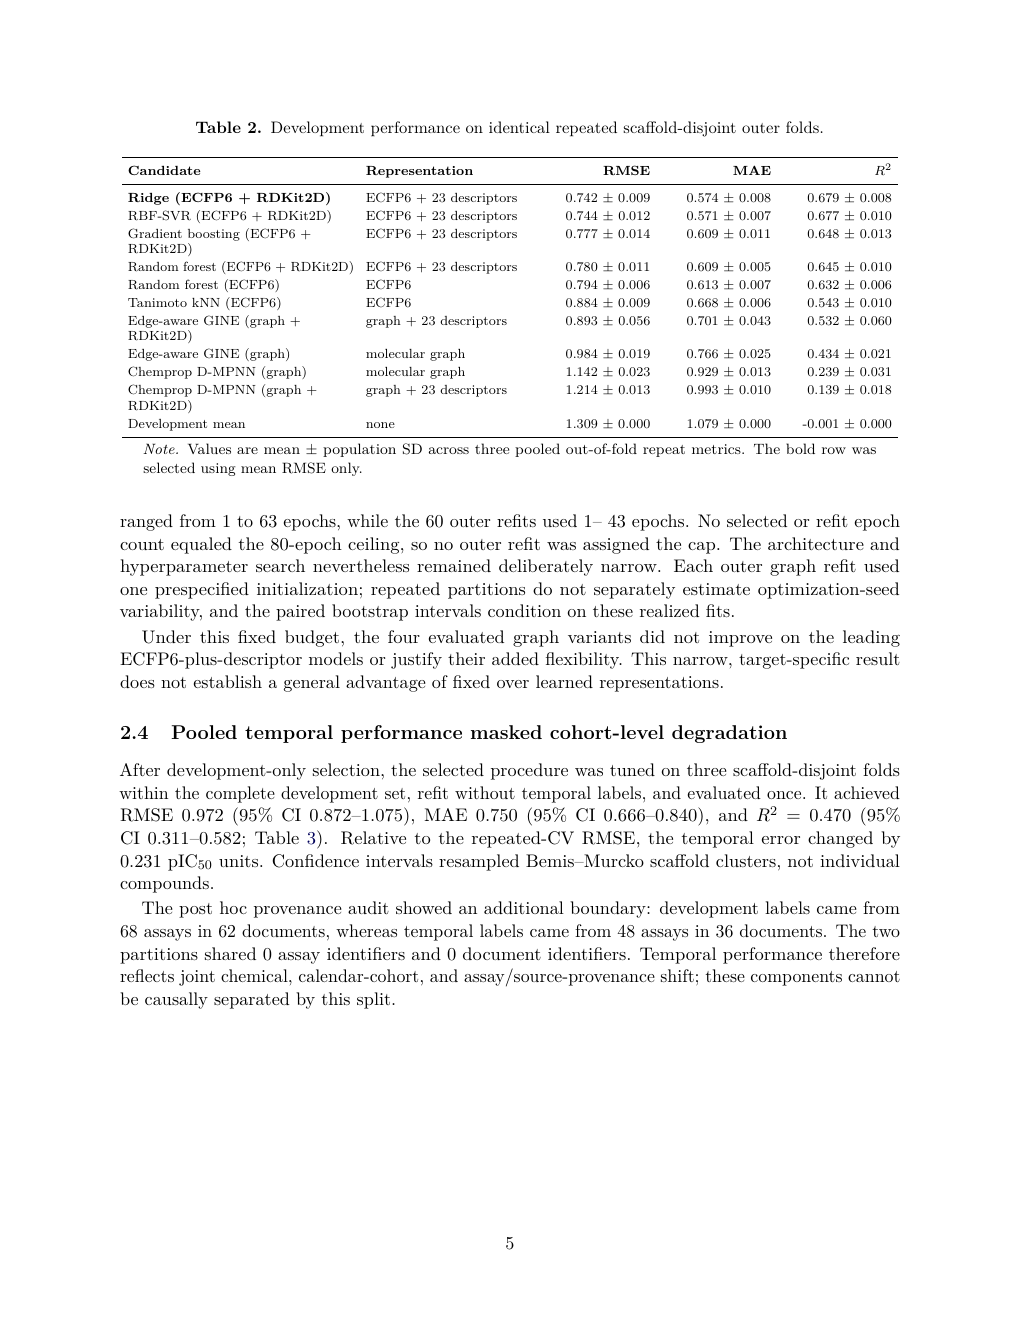 Table 2. Development performance on identical repeated scaffold-disjoint outer folds.
Candidate Representation RMSE MAE R²
Ridge (ECFP6 + RDKit2D) ECFP6 + 23 descriptors 0.742 ± 0.009 0.574 ± 0.008 0.679 ± 0.008
RBF-SVR (ECFP6 + RDKit2D) ECFP6 + 23 descriptors 0.744 ± 0.012 0.571 ± 0.007 0.677 ± 0.010
Gradient boosting (ECFP6 + ECFP6 + 23 descriptors 0.777 ± 0.014 0.609 ± 0.011 0.648 ± 0.013
RDKit2D)
Random forest (ECFP6 + RDKit2D) ECFP6 + 23 descriptors 0.780 ± 0.011 0.609 ± 0.005 0.645 ± 0.010
Random forest (ECFP6) ECFP6 0.794 ± 0.006 0.613 ± 0.007 0.632 ± 0.006
Tanimoto kNN (ECFP6) ECFP6 0.884 ± 0.009 0.668 ± 0.006 0.543 ± 0.010
Edge-aware GINE (graph + graph + 23 descriptors 0.893 ± 0.056 0.701 ± 0.043 0.532 ± 0.060
RDKit2D)
Edge-aware GINE (graph) molecular graph 0.984 ± 0.019 0.766 ± 0.025 0.434 ± 0.021
Chemprop D-MPNN (graph) molecular graph 1.142 ± 0.023 0.929 ± 0.013 0.239 ± 0.031
Chemprop D-MPNN (graph + graph + 23 descriptors 1.214 ± 0.013 0.993 ± 0.010 0.139 ± 0.018
RDKit2D)
Development mean none 1.309 ± 0.000 1.079 ± 0.000 -0.001 ± 0.000
Note. Values are mean ± population SD across three pooled out-of-fold repeat metrics. The bold row was
selected using mean RMSE only.
ranged from 1 to 63 epochs, while the 60 outer refits used 1– 43 epochs. No selected or refit epoch
count equaled the 80-epoch ceiling, so no outer refit was assigned the cap. The architecture and
hyperparameter search nevertheless remained deliberately narrow. Each outer graph refit used
one prespecified initialization; repeated partitions do not separately estimate optimization-seed
variability, and the paired bootstrap intervals condition on these realized fits.
Under this fixed budget, the four evaluated graph variants did not improve on the leading
ECFP6-plus-descriptor models or justify their added flexibility. This narrow, target-specific result
does not establish a general advantage of fixed over learned representations.
2.4 Pooled temporal performance masked cohort-level degradation
After development-only selection, the selected procedure was tuned on three scaffold-disjoint folds
within the complete development set, refit without temporal labels, and evaluated once. It achieved
RMSE 0.972 (95% CI 0.872–1.075), MAE 0.750 (95% CI 0.666–0.840), and R² = 0.470 (95%
CI 0.311–0.582; Table 3). Relative to the repeated-CV RMSE, the temporal error changed by
0.231 pIC₅₀ units. Confidence intervals resampled Bemis–Murcko scaffold clusters, not individual
compounds.
The post hoc provenance audit showed an additional boundary: development labels came from
68 assays in 62 documents, whereas temporal labels came from 48 assays in 36 documents. The two
partitions shared 0 assay identifiers and 0 document identifiers. Temporal performance therefore
reflects joint chemical, calendar-cohort, and assay/source-provenance shift; these components cannot
be causally separated by this split.
5